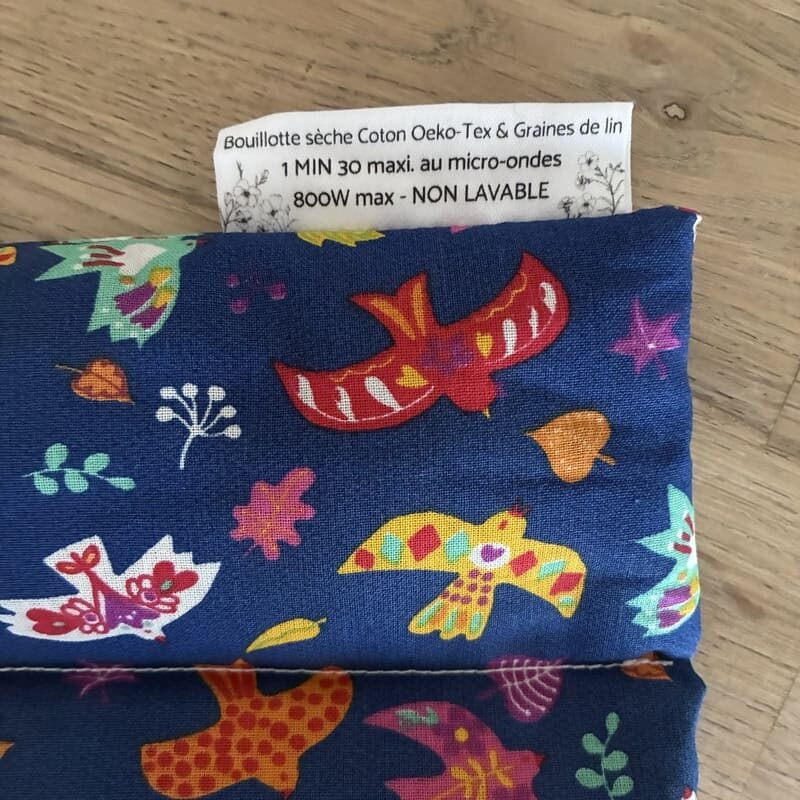 Bouillotte sèche Coton Oeko-Tex & Graines de lin
1 MIN 30 maxi. au micro-ondes
800W max - NON LAVABLE